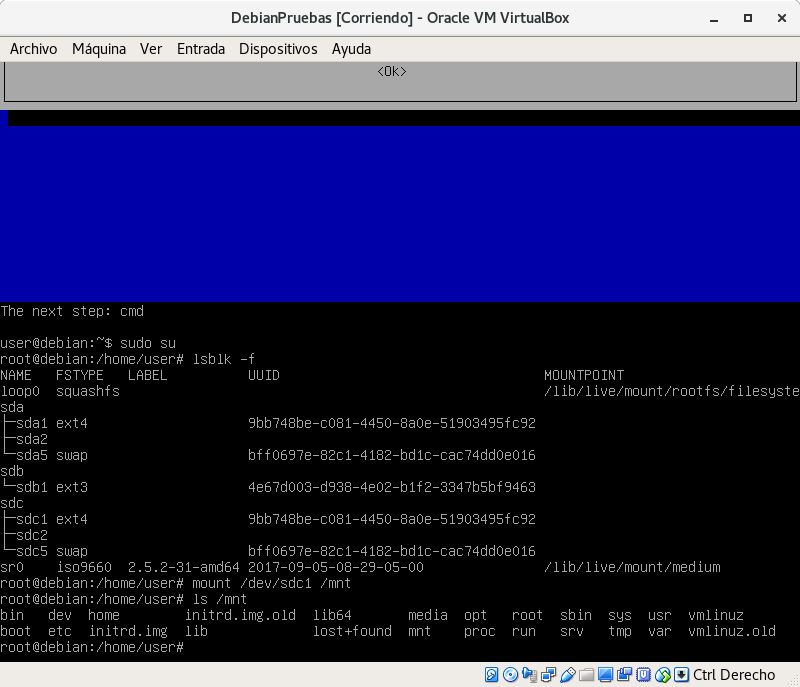 DebianPruebas [Corriendo] - Oracle VM VirtualBox
Archivo Máquina Ver Entrada Dispositivos Ayuda
<Ok>
The next step: cmd
user@debian:~$ sudo su
root@debian:/home/user# lsblk -f
NAME FSTYPE LABEL UUID MOUNTPOINT
loop0 squashfs /lib/live/mount/rootfs/filesyste
sda
├─sda1 ext4 9bb748be-c081-4450-8a0e-51903495fc92
├─sda2
└─sda5 swap bff0697e-82c1-4182-bd1c-cac74dd0e016
sdb
└─sdb1 ext3 4e67d003-d938-4e02-b1f2-3347b5bf9463
sdc
├─sdc1 ext4 9bb748be-c081-4450-8a0e-51903495fc92
├─sdc2
└─sdc5 swap bff0697e-82c1-4182-bd1c-cac74dd0e016
sr0 iso9660 2.5.2-31-amd64 2017-09-05-08-29-05-00 /lib/live/mount/medium
root@debian:/home/user# mount /dev/sdc1 /mnt
root@debian:/home/user# ls /mnt
bin dev home initrd.img.old lib64 media opt root sbin sys usr vmlinuz
boot etc initrd.img lib lost+found mnt proc run srv tmp var vmlinuz.old
root@debian:/home/user#
Ctrl Derecho